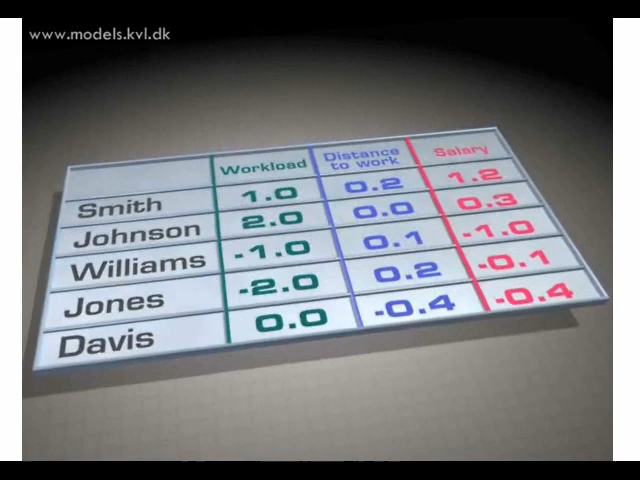 www.models.kvl.dk
Workload Distance to work Salary
Smith 1.0 0.2 1.2
Johnson 2.0 0.0 0.3
Williams -1.0 0.1 -1.0
Jones -2.0 0.2 -0.1
Davis 0.0 -0.4 -0.4